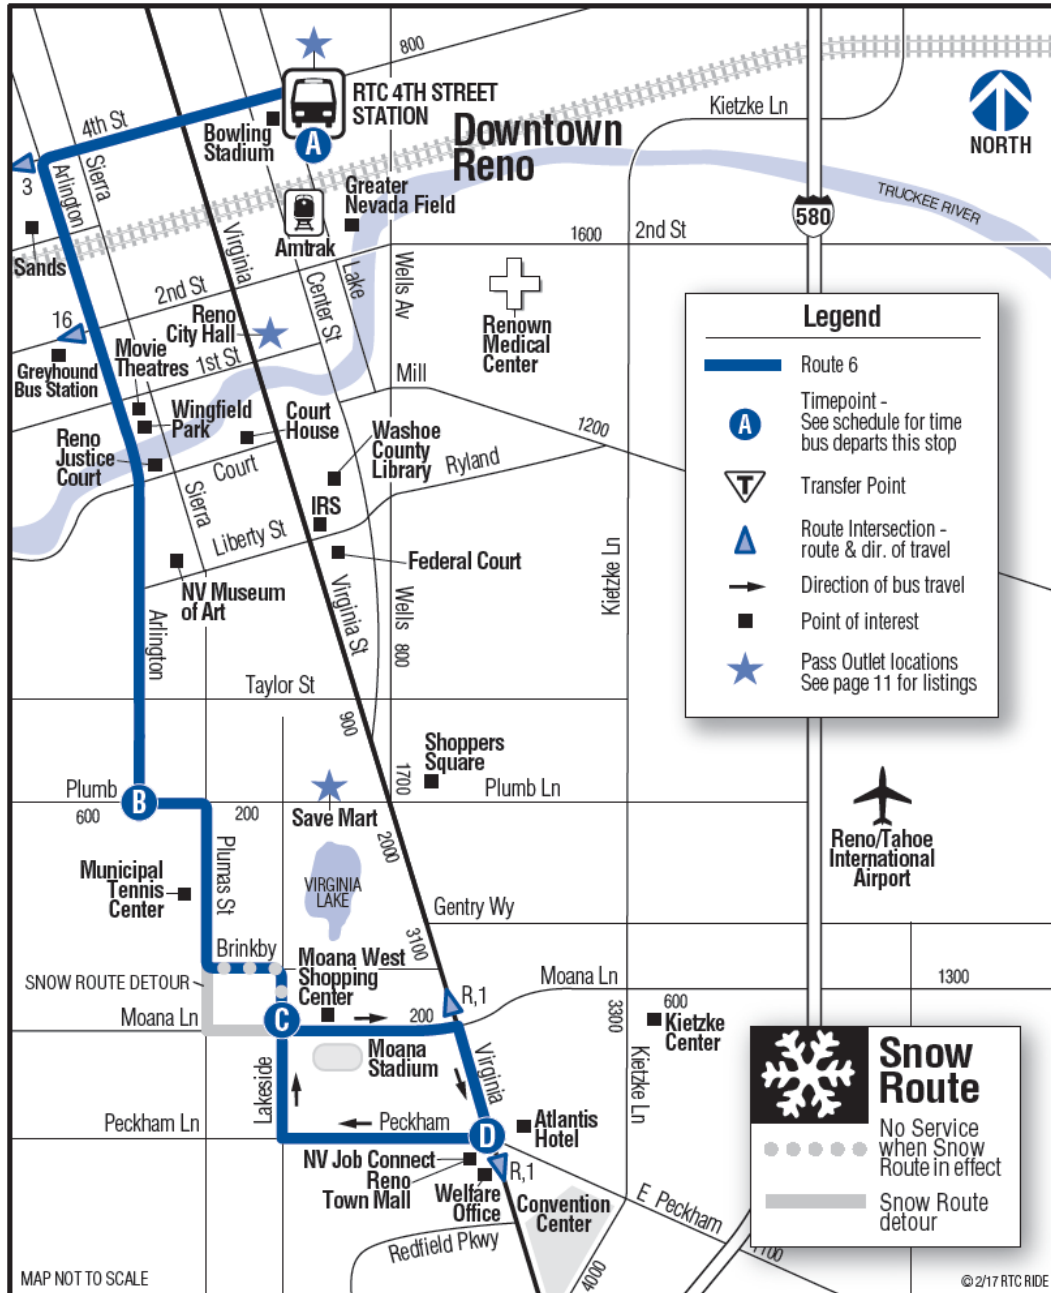 800
RTC 4TH STREET
STATION
Kietzke Ln
NORTH
4th St
Bowling
Stadium
A
Downtown
Reno
3
Arlington
Sierra
Greater
Nevada Field
TRUCKEE RIVER
580
Sands
Virginia
Amtrak
1600
2nd St
2nd St
Center St
Lake
Wells Av
16
Reno
City Hall
Renown
Medical
Center
Greyhound
Bus Station
Movie
Theatres
1st St
Mill
1200
Wingfield
Park
Court
House
Washoe
County
Library
Reno
Justice
Court
Court
Ryland
Sierra
IRS
Liberty St
Federal Court
Kietzke Ln
NV Museum
of Art
Arlington
Virginia St
Wells
800
Legend
Route 6
A
Timepoint -
See schedule for time
bus departs this stop
T
Transfer Point
Route Intersection -
route & dir. of travel
Direction of bus travel
Point of interest
Pass Outlet locations
See page 11 for listings
Taylor St
900
Shoppers
Square
Plumb
B
600
200
1700
Plumb Ln
Save Mart
2000
Reno/Tahoe
International
Airport
Plumas St
Municipal
Tennis
Center
VIRGINIA
LAKE
Gentry Wy
3100
Brinkby
Moana West
Shopping
Center
SNOW ROUTE DETOUR
Moana Ln
1300
R,1
Moana Ln
C
200
3300
600
Kietzke
Center
Moana
Stadium
Virginia
Lakeside
Kietzke Ln
Peckham Ln
Peckham
D
Atlantis
Hotel
NV Job Connect
Reno
Town Mall
R,1
Welfare
Office
Convention
Center
E Peckham
Redfield Pkwy
4000
1100
Snow
Route
No Service
when Snow
Route in effect
Snow Route
detour
MAP NOT TO SCALE
© 2/17 RTC RIDE